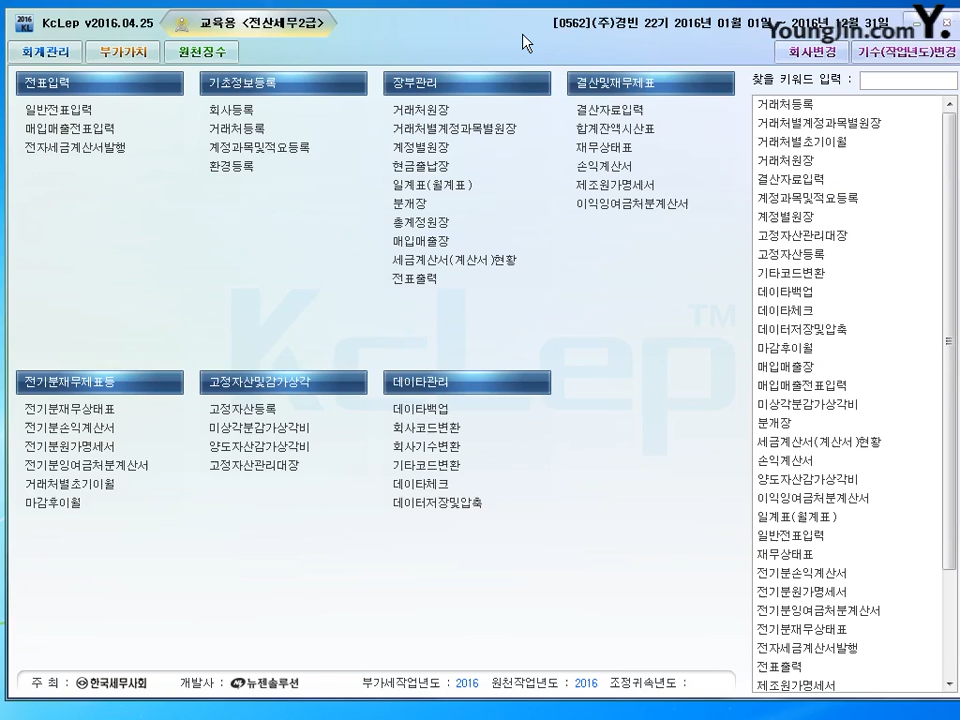 KcLep v2016.04.25
교육용 <전산세무2급>
[0562](주)경빈 22기 2016년 01월 01일 ~ 2016년 12월 31일
YoungJin.com Y.
회계관리
부가가치
원천징수
회사변경
기수(작업년도)변경
전표입력
일반전표입력
매입매출전표입력
전자세금계산서발행
기초정보등록
회사등록
거래처등록
계정과목및적요등록
환경등록
장부관리
거래처원장
거래처별계정과목별원장
계정별원장
현금출납장
일계표(월계표)
분개장
총계정원장
매입매출장
세금계산서(계산서)현황
전표출력
결산및재무제표
결산자료입력
합계잔액시산표
재무상태표
손익계산서
제조원가명세서
이익잉여금처분계산서
찾을 키워드 입력 :
거래처등록
거래처별계정과목별원장
거래처별초기이월
거래처원장
결산자료입력
계정과목및적요등록
계정별원장
고정자산관리대장
고정자산등록
기타코드변환
데이타백업
데이타체크
데이터저장및압축
마감후이월
매입매출장
매입매출전표입력
미상각분감가상각비
분개장
세금계산서(계산서)현황
손익계산서
양도자산감가상각비
이익잉여금처분계산서
일계표(월계표)
일반전표입력
재무상태표
전기분손익계산서
전기분원가명세서
전기분잉여금처분계산서
전기분재무상태표
전자세금계산서발행
전표출력
제조원가명세서
KcLep TM
전기분재무제표등
전기분재무상태표
전기분손익계산서
전기분원가명세서
전기분잉여금처분계산서
거래처별초기이월
마감후이월
고정자산및감가상각
고정자산등록
미상각분감가상각비
양도자산감가상각비
고정자산관리대장
데이타관리
데이타백업
회사코드변환
회사기수변환
기타코드변환
데이타체크
데이터저장및압축
주 최 : 한국세무사회
개발사 : 뉴젠솔루션
부가세작업년도 : 2016
원천작업년도 : 2016
조정귀속년도 :